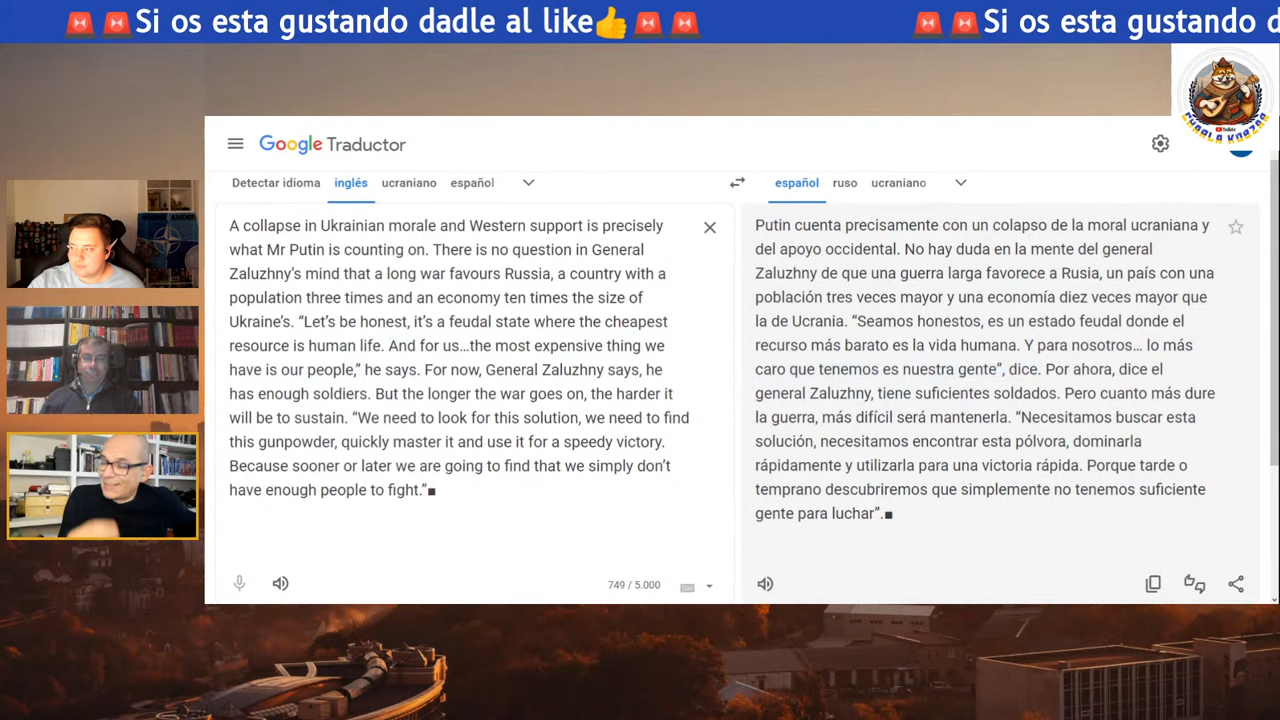 🚨🚨Si os esta gustando dadle al like👍🚨🚨
🚨🚨Si os esta gustando d
CHARLA KOBZAR
YouTube
Google Traductor
Detectar idioma inglés ucraniano español
español ruso ucraniano
A collapse in Ukrainian morale and Western support is precisely
what Mr Putin is counting on. There is no question in General
Zaluzhny’s mind that a long war favours Russia, a country with a
population three times and an economy ten times the size of
Ukraine’s. “Let’s be honest, it’s a feudal state where the cheapest
resource is human life. And for us…the most expensive thing we
have is our people,” he says. For now, General Zaluzhny says, he
has enough soldiers. But the longer the war goes on, the harder it
will be to sustain. “We need to look for this solution, we need to find
this gunpowder, quickly master it and use it for a speedy victory.
Because sooner or later we are going to find that we simply don’t
have enough people to fight.”■
749 / 5.000
Putin cuenta precisamente con un colapso de la moral ucraniana y
del apoyo occidental. No hay duda en la mente del general
Zaluzhny de que una guerra larga favorece a Rusia, un país con una
población tres veces mayor y una economía diez veces mayor que
la de Ucrania. “Seamos honestos, es un estado feudal donde el
recurso más barato es la vida humana. Y para nosotros… lo más
caro que tenemos es nuestra gente”, dice. Por ahora, dice el
general Zaluzhny, tiene suficientes soldados. Pero cuanto más dure
la guerra, más difícil será mantenerla. “Necesitamos buscar esta
solución, necesitamos encontrar esta pólvora, dominarla
rápidamente y utilizarla para una victoria rápida. Porque tarde o
temprano descubriremos que simplemente no tenemos suficiente
gente para luchar”.■